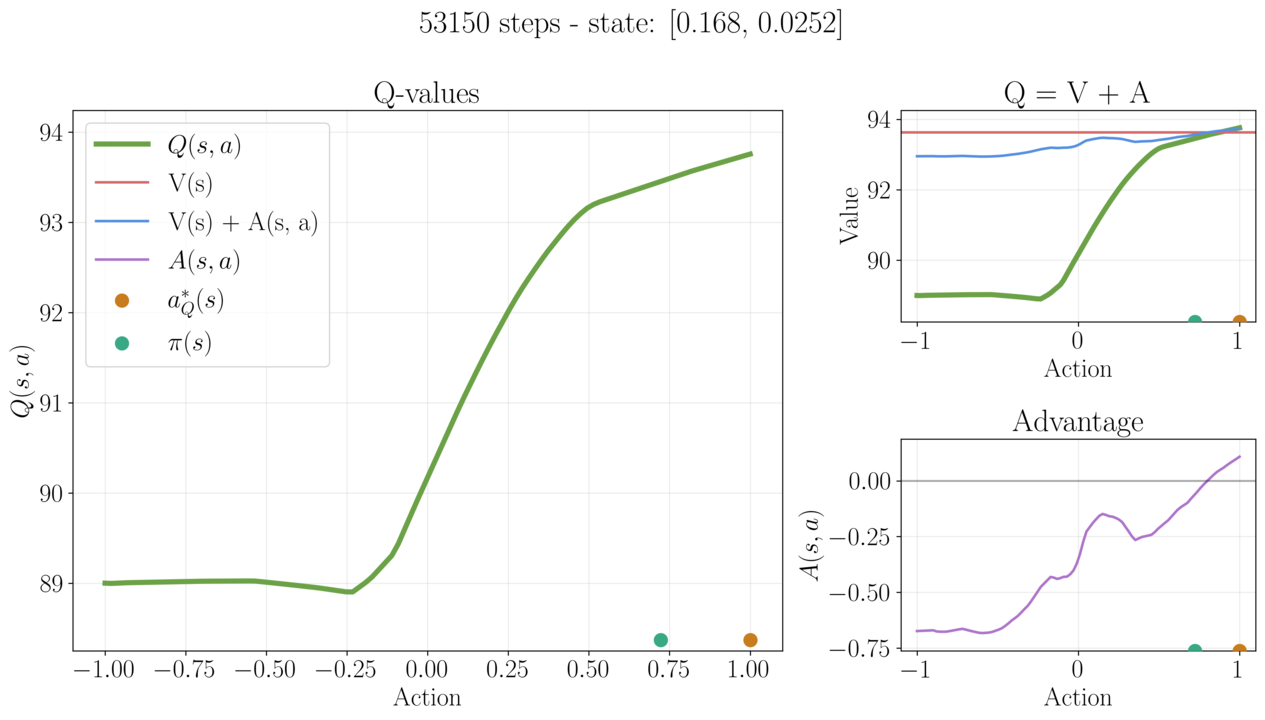 53150 steps - state: [0.168, 0.0252]
Q-values
Q(s, a)
94
93
92
91
90
89
−1.00 −0.75 −0.50 −0.25 0.00 0.25 0.50 0.75 1.00
Action
Q(s, a)
V(s)
V(s) + A(s, a)
A(s, a)
a*Q(s)
π(s)
Q = V + A
Value
94
92
90
−1 0 1
Action
Advantage
A(s, a)
0.00
−0.25
−0.50
−0.75
−1 0 1
Action